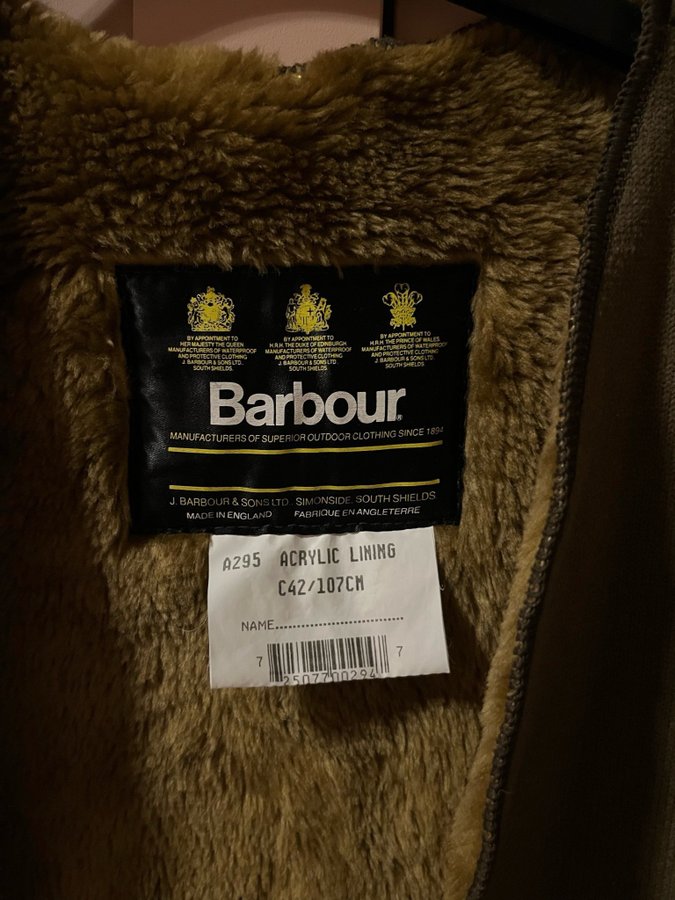 BY APPOINTMENT TO
HER MAJESTY THE QUEEN
MANUFACTURERS OF WATERPROOF
AND PROTECTIVE CLOTHING
J. BARBOUR & SONS LTD.
SOUTH SHIELDS.
BY APPOINTMENT TO
H.R.H. THE DUKE OF EDINBURGH
MANUFACTURERS OF WATERPROOF
AND PROTECTIVE CLOTHING
J. BARBOUR & SONS LTD.
SOUTH SHIELDS.
BY APPOINTMENT TO
H.R.H. THE PRINCE OF WALES
MANUFACTURERS OF WATERPROOF
AND PROTECTIVE CLOTHING
J. BARBOUR & SONS LTD.
SOUTH SHIELDS.
Barbour®
MANUFACTURERS OF SUPERIOR OUTDOOR CLOTHING SINCE 1894
J. BARBOUR & SONS LTD., SIMONSIDE, SOUTH SHIELDS
MADE IN ENGLAND FABRIQUE EN ANGLETERRE
A295 ACRYLIC LINING
C42/107CM
NAME..............................
7 25077 00294 7